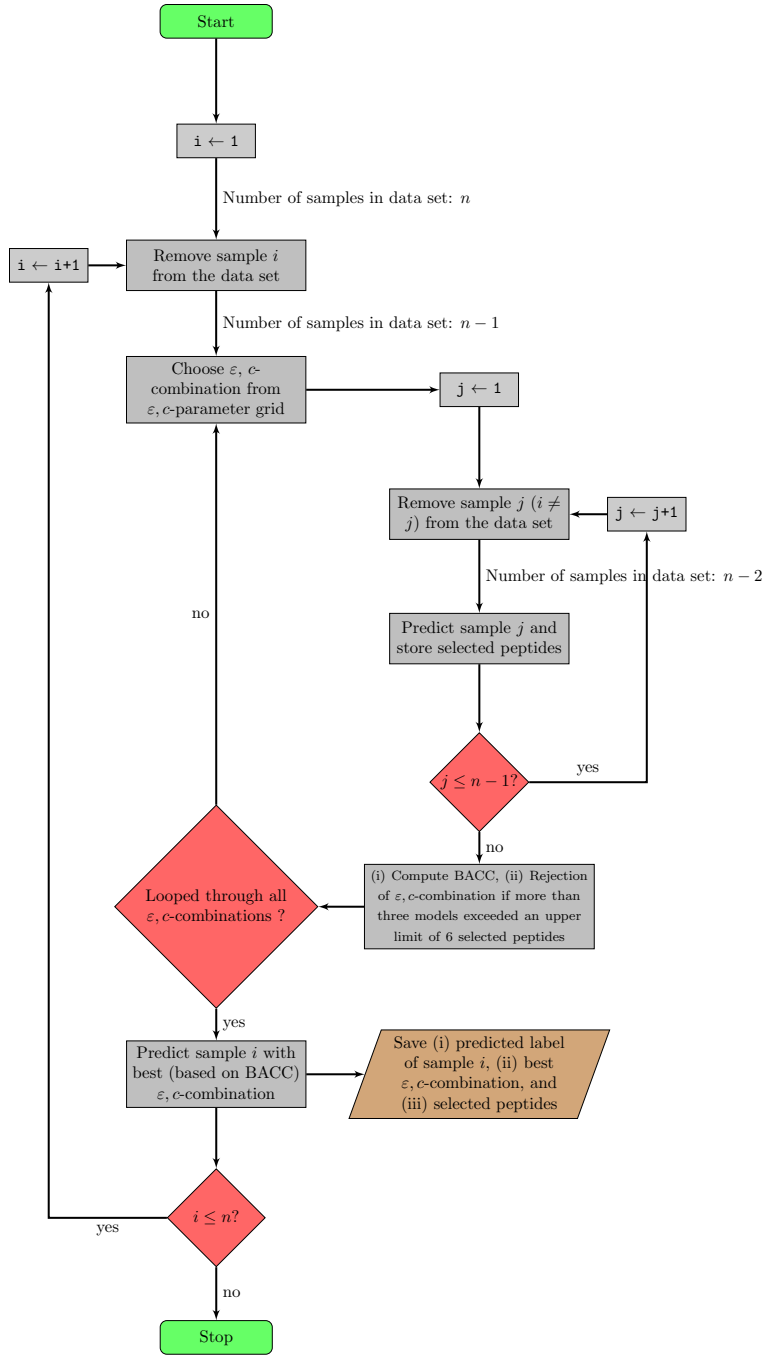 Start
i ← 1
Number of samples in data set: n
i ← i+1
Remove sample i
from the data set
Number of samples in data set: n − 1
Choose ε, c-
combination from
ε, c-parameter grid
j ← 1
Remove sample j (i ≠
j) from the data set
j ← j+1
Number of samples in data set: n − 2
no
Predict sample j and
store selected peptides
j ≤ n − 1?
yes
no
(i) Compute BACC, (ii) Rejection
of ε, c-combination if more than
three models exceeded an upper
limit of 6 selected peptides
Looped through all
ε, c-combinations ?
yes
Predict sample i with
best (based on BACC)
ε, c-combination
Save (i) predicted label
of sample i, (ii) best
ε, c-combination, and
(iii) selected peptides
i ≤ n?
yes
no
Stop